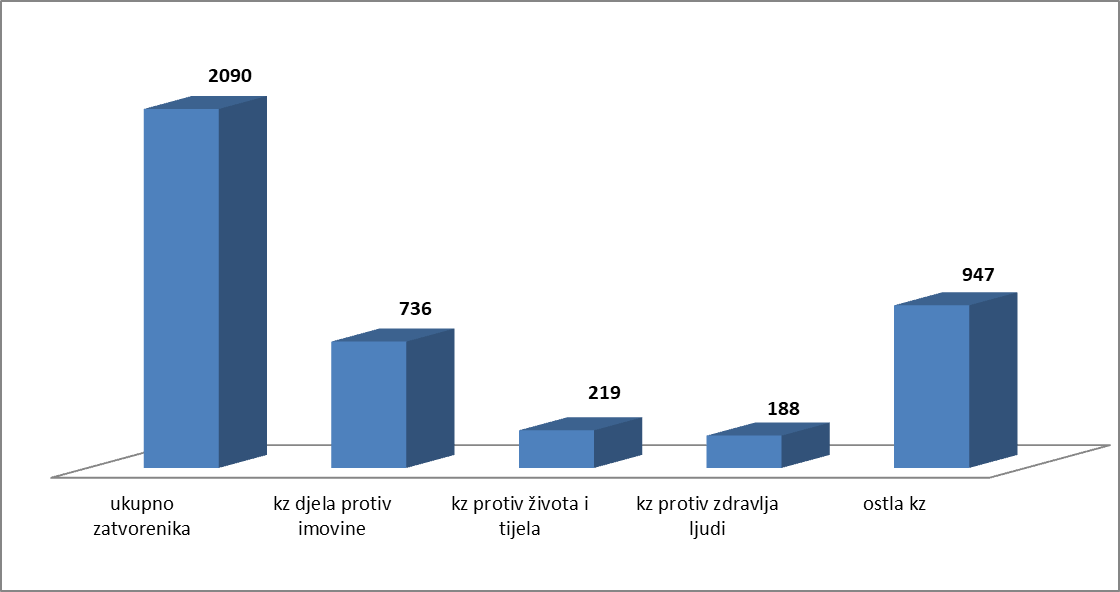 2090
736
219
188
947
ukupno
zatvorenika
kz djela protiv
imovine
kz protiv života i
tijela
kz protiv zdravlja
ljudi
ostla kz